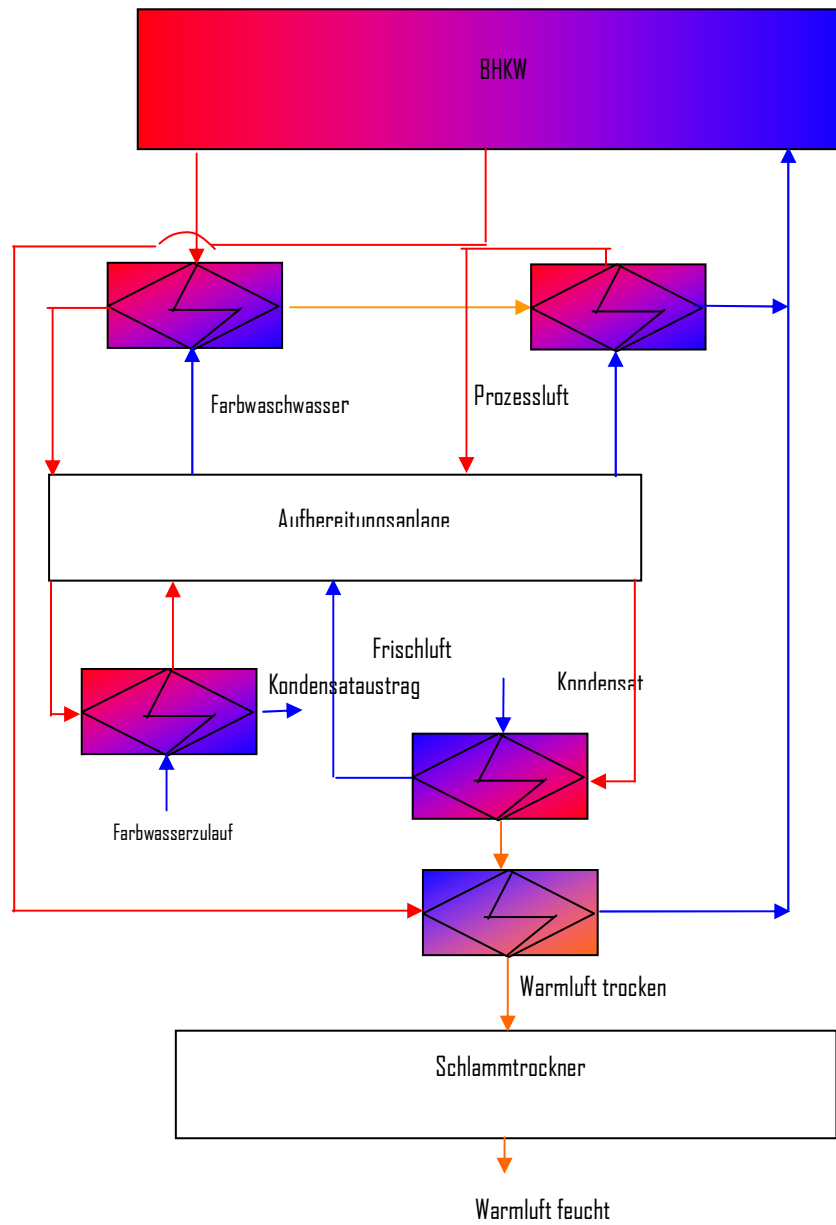 BHKW
Farbwaschwasser
Prozessluft
Aufbereitungsanlage
Frischluft
Kondensataustrag
Kondensat
Farbwasserzulauf
Warmluft trocken
Schlammtrockner
Warmluft feucht